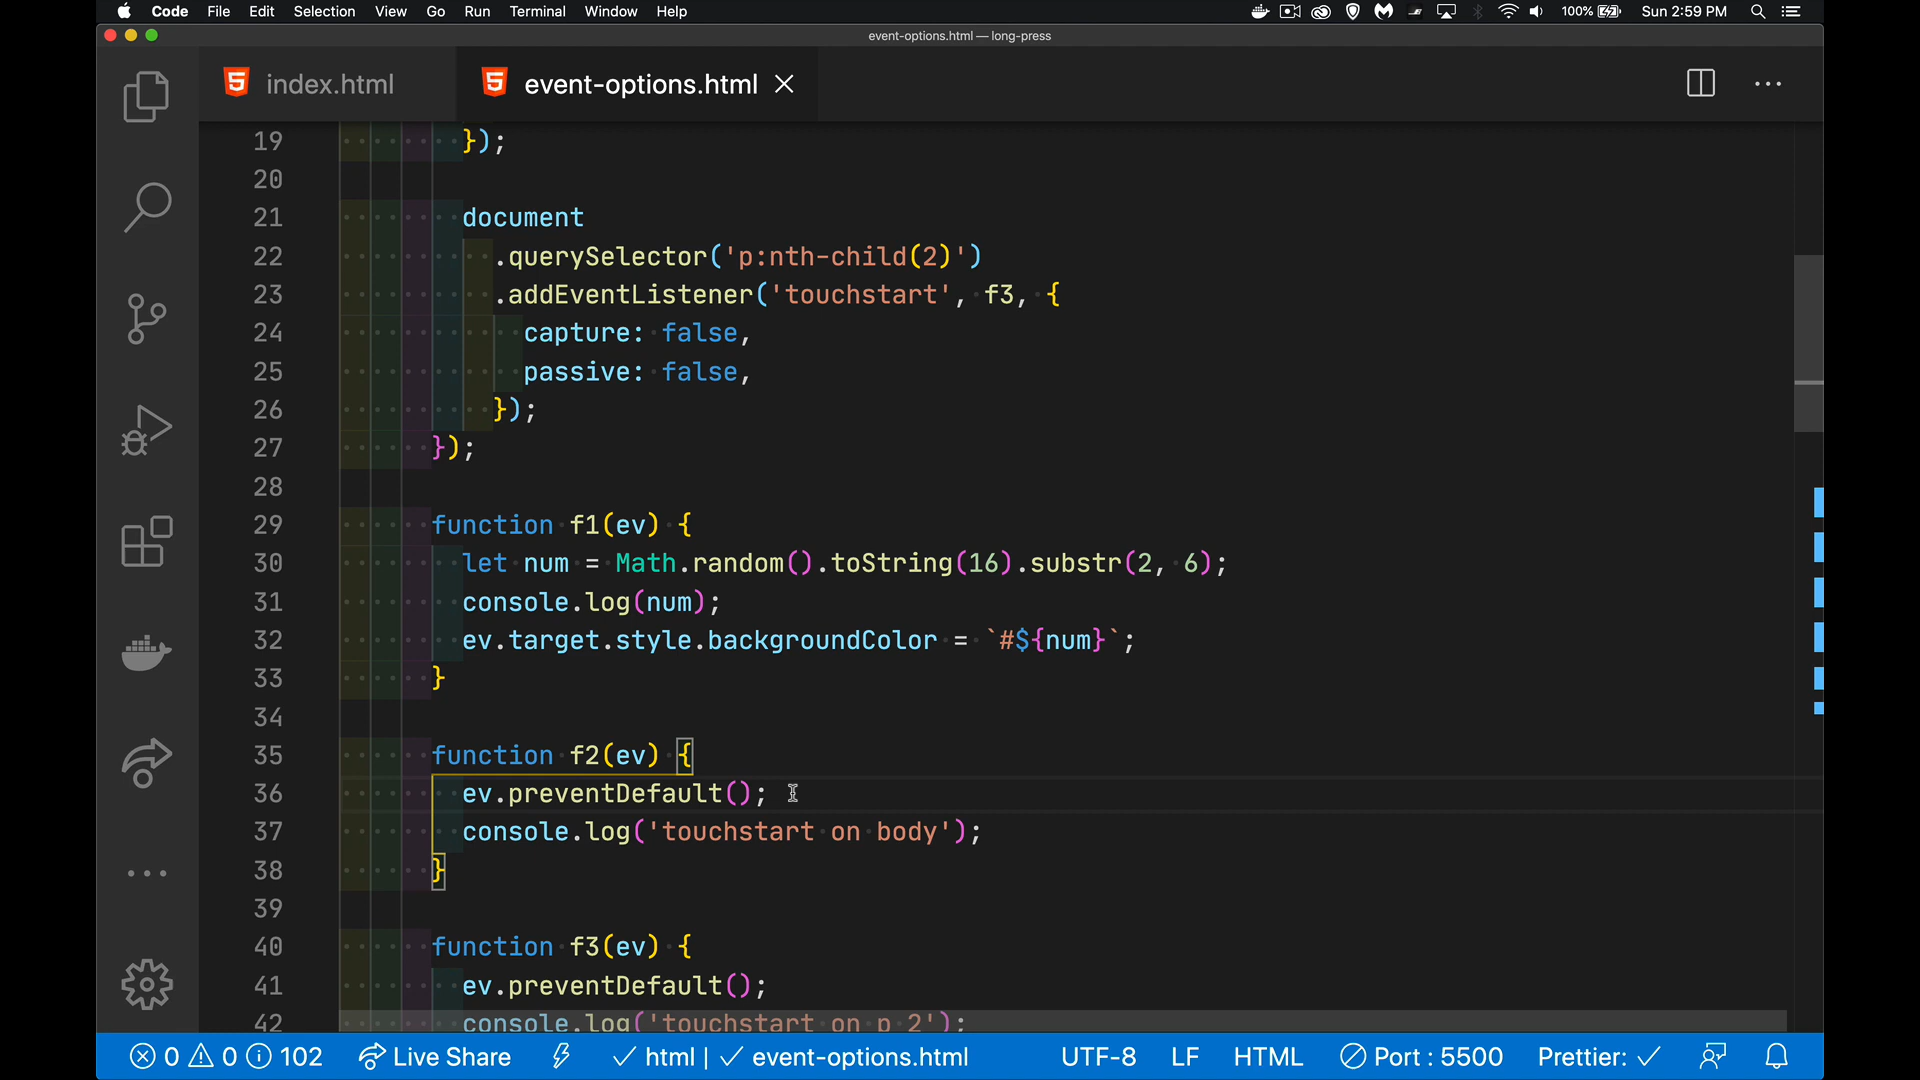 Code File Edit Selection View Go Run Terminal Window Help 100% Sun 2:59 PM
event-options.html — long-press
index.html event-options.html
19 });
20
21 document
22 .querySelector('p:nth-child(2)')
23 .addEventListener('touchstart', f3, {
24 capture: false,
25 passive: false,
26 });
27 });
28
29 function f1(ev) {
30 let num = Math.random().toString(16).substr(2, 6);
31 console.log(num);
32 ev.target.style.backgroundColor = `#${num}`;
33 }
34
35 function f2(ev) {
36 ev.preventDefault();
37 console.log('touchstart on body');
38 }
39
40 function f3(ev) {
41 ev.preventDefault();
42 console.log('touchstart on p 2');
0 0 102 Live Share html | event-options.html UTF-8 LF HTML Port : 5500 Prettier: